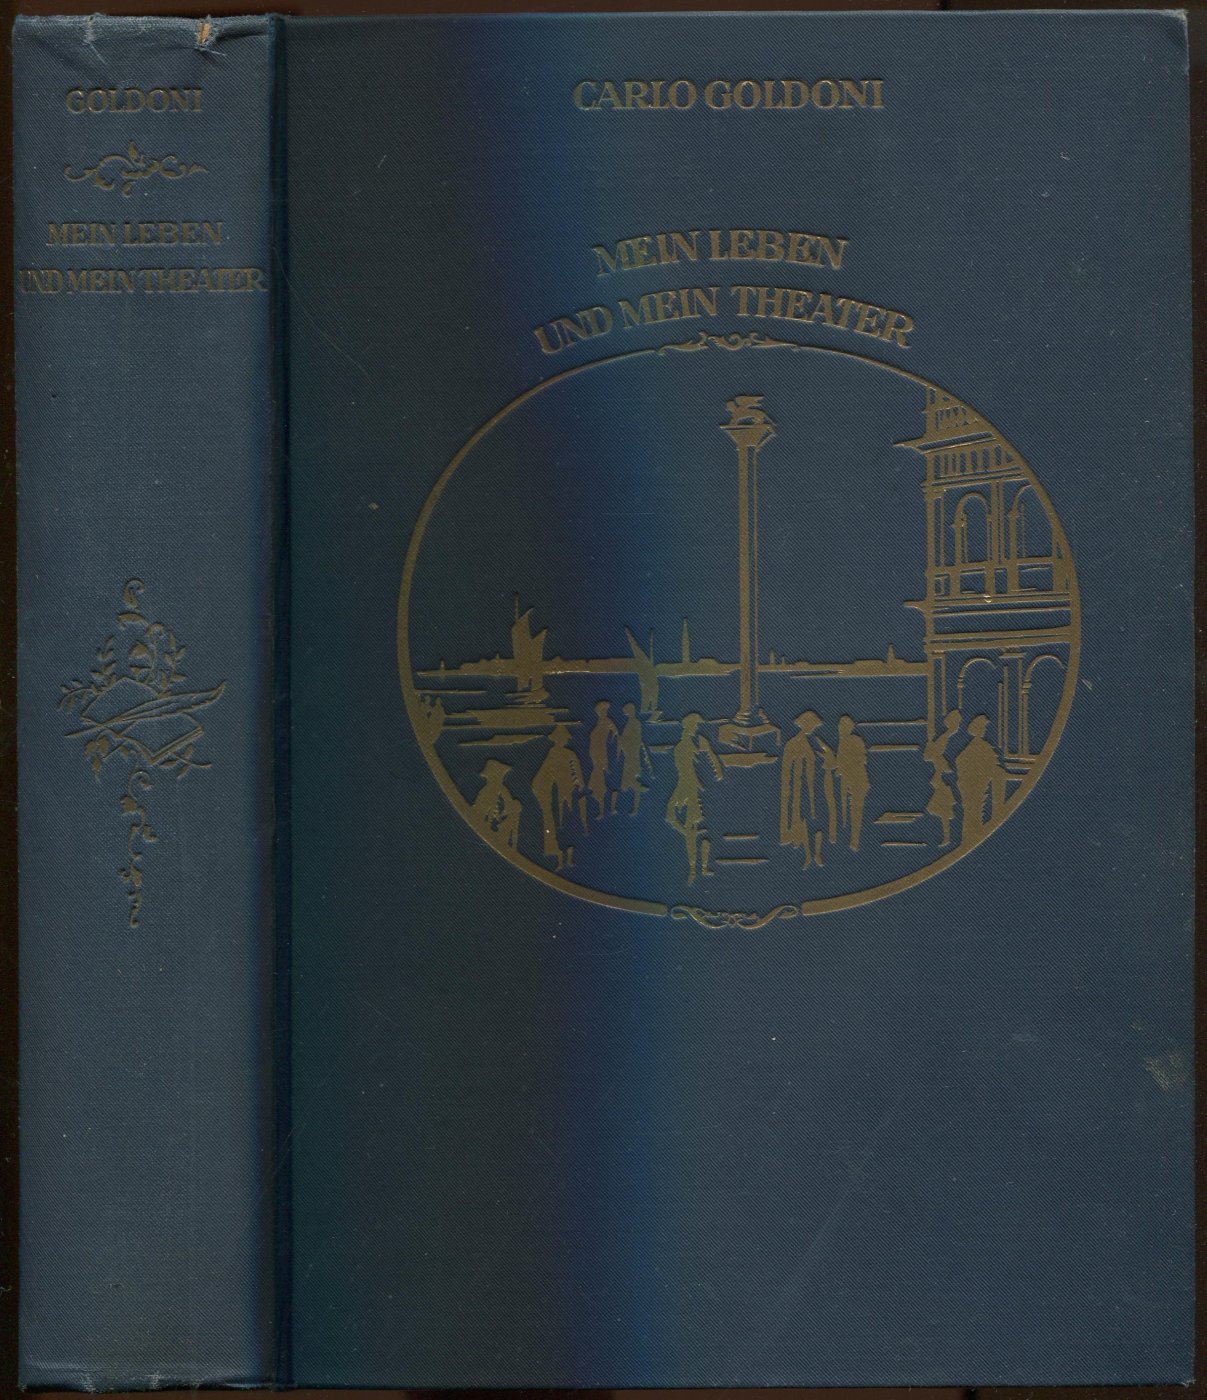 GOLDONI
MEIN LEBEN
UND MEIN THEATER
CARLO GOLDONI
MEIN LEBEN
UND MEIN THEATER